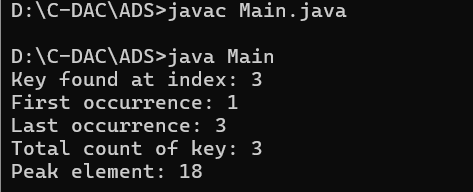 D:\C-DAC\ADS>javac Main.java
D:\C-DAC\ADS>java Main
Key found at index: 3
First occurrence: 1
Last occurrence: 3
Total count of key: 3
Peak element: 18